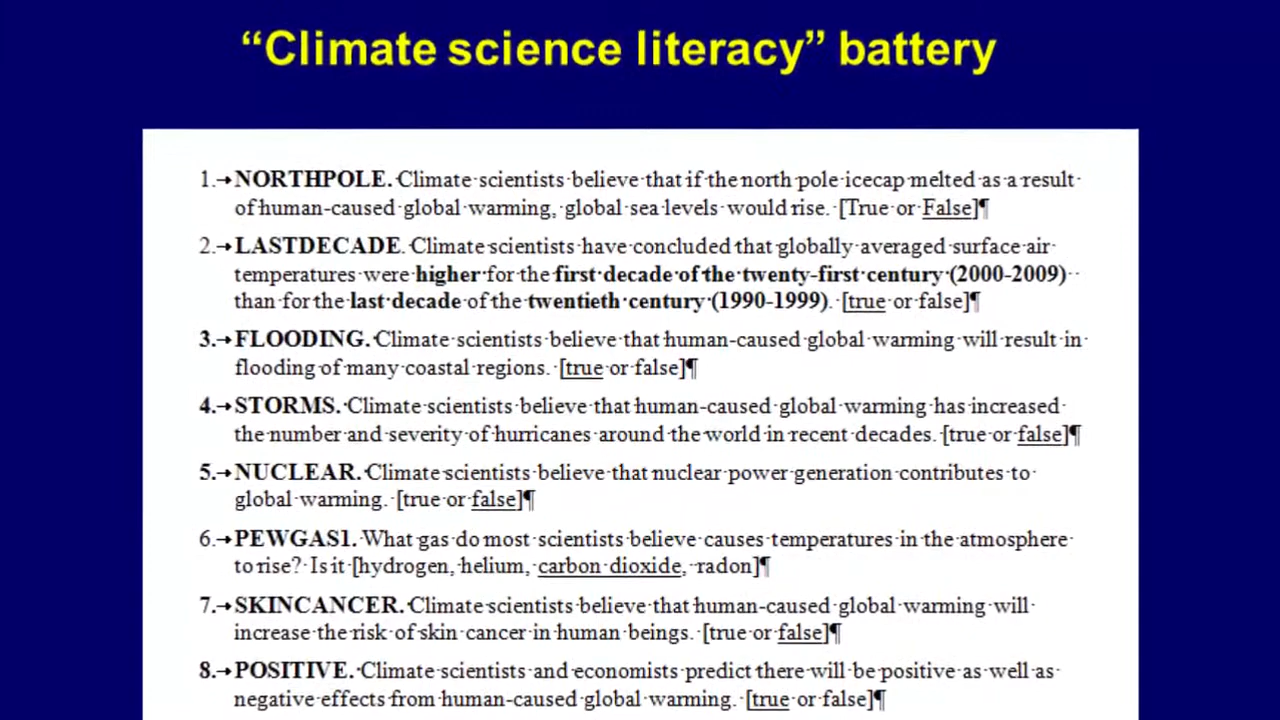 “Climate science literacy” battery
1.→NORTHPOLE. Climate scientists believe that if the north pole icecap melted as a result
of human-caused global warming, global sea levels would rise. [True or False]¶
2.→LASTDECADE. Climate scientists have concluded that globally averaged surface air
temperatures were higher for the first decade of the twenty-first century (2000-2009)
than for the last decade of the twentieth century (1990-1999). [true or false]¶
3.→FLOODING. Climate scientists believe that human-caused global warming will result in
flooding of many coastal regions. [true or false]¶
4.→STORMS. Climate scientists believe that human-caused global warming has increased
the number and severity of hurricanes around the world in recent decades. [true or false]¶
5.→NUCLEAR. Climate scientists believe that nuclear power generation contributes to
global warming. [true or false]¶
6.→PEWGAS1. What gas do most scientists believe causes temperatures in the atmosphere
to rise? Is it [hydrogen, helium, carbon dioxide, radon]¶
7.→SKINCANCER. Climate scientists believe that human-caused global warming will
increase the risk of skin cancer in human beings. [true or false]¶
8.→POSITIVE. Climate scientists and economists predict there will be positive as well as
negative effects from human-caused global warming. [true or false]¶